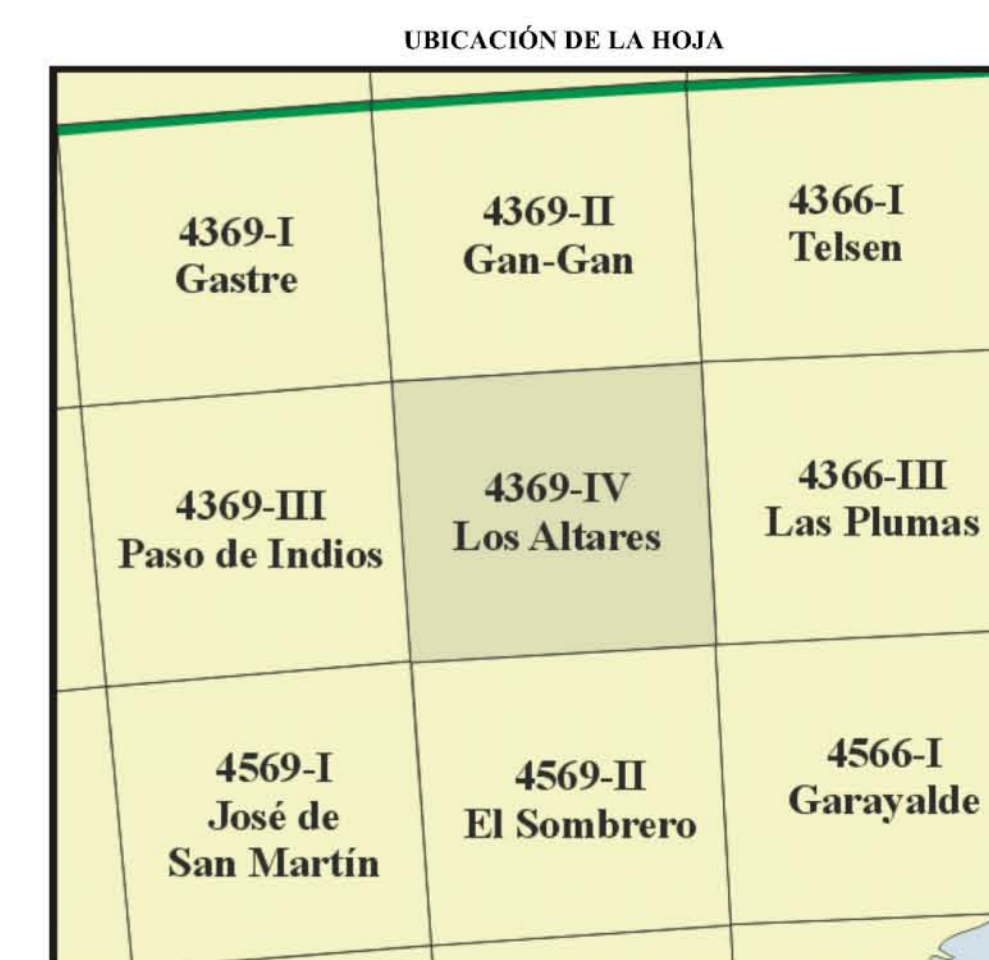 UBICACIÓN DE LA HOJA
4369-I
Gastre
4369-II
Gan-Gan
4366-I
Telsen
4369-III
Paso de Indios
4369-IV
Los Altares
4366-III
Las Plumas
4569-I
José de
San Martín
4569-II
El Sombrero
4566-I
Garayalde